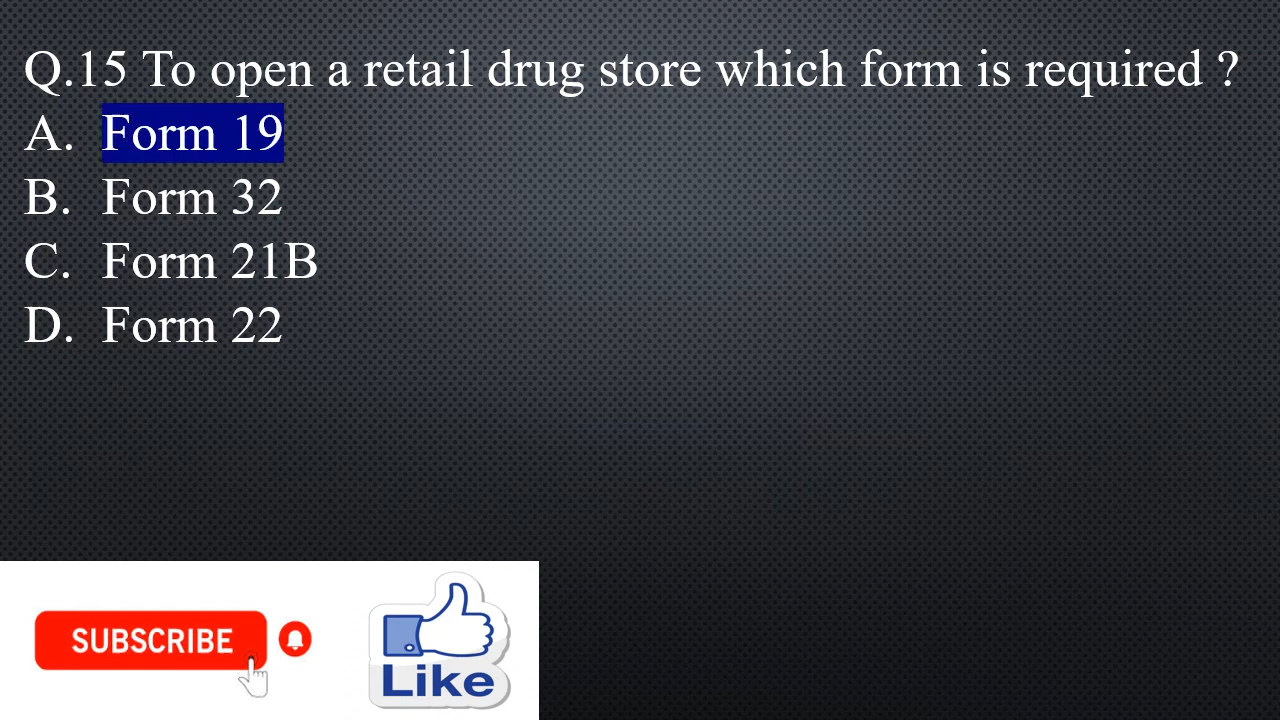 Q.15 To open a retail drug store which form is required ?
A. Form 19
B. Form 32
C. Form 21B
D. Form 22
SUBSCRIBE
Like